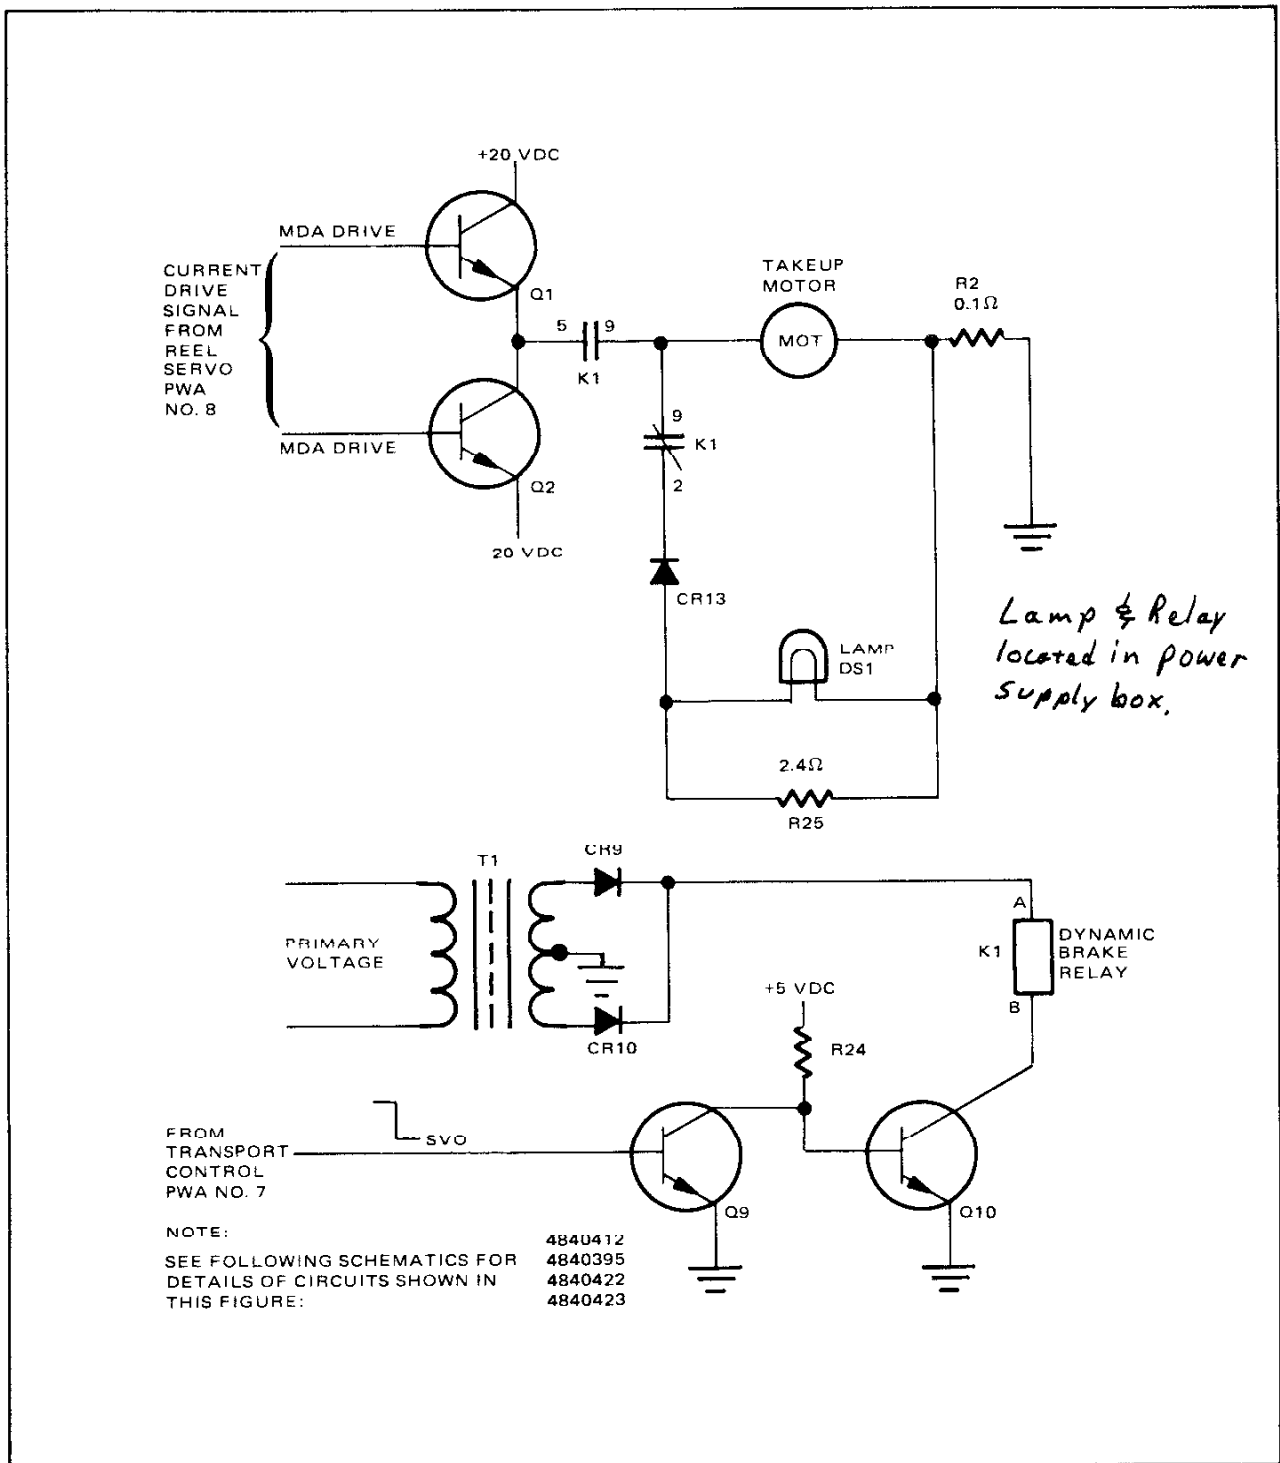 +20 VDC
MDA DRIVE
CURRENT
DRIVE
SIGNAL
FROM
REEL
SERVO
PWA
NO. 8
Q1
5 9
K1
TAKEUP
MOTOR
MOT
R2
0.1Ω
MDA DRIVE
Q2
20 VDC
9
K1
2
CR13
LAMP
DS1
Lamp & Relay
located in power
supply box.
2.4Ω
R25
T1
CR9
PRIMARY
VOLTAGE
CR10
A
K1
DYNAMIC
BRAKE
RELAY
B
+5 VDC
R24
SVO
FROM
TRANSPORT
CONTROL
PWA NO. 7
Q9
Q10
NOTE:
SEE FOLLOWING SCHEMATICS FOR
DETAILS OF CIRCUITS SHOWN IN
THIS FIGURE:
4840412
4840395
4840422
4840423